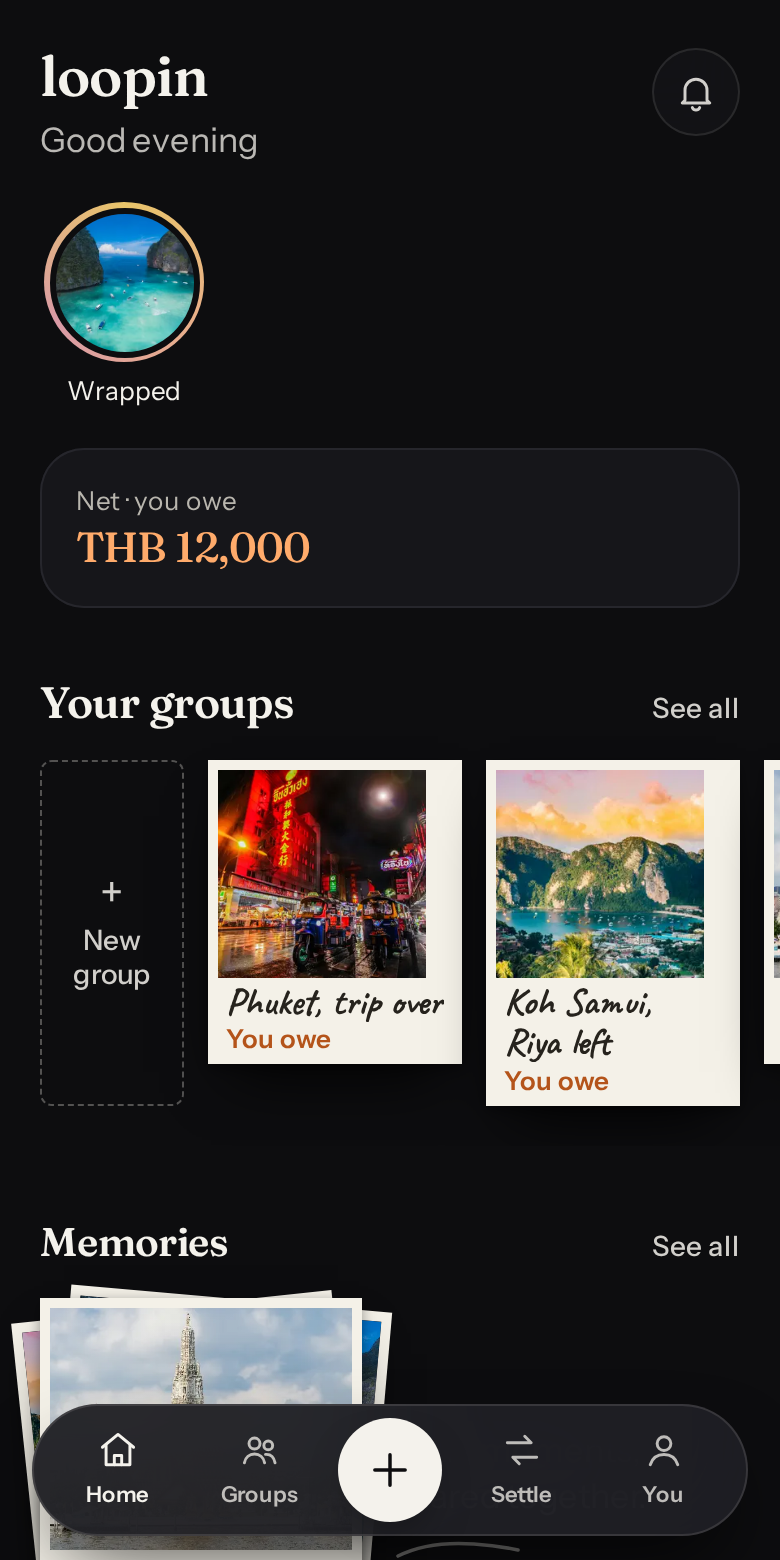 loopin
Good evening
Wrapped
Net · you owe
THB 12,000
Your groups
See all
+
New
group
Phuket, trip over
You owe
Koh Samui,
Riya left
You owe
Memories
See all
Home
Groups
Settle
You